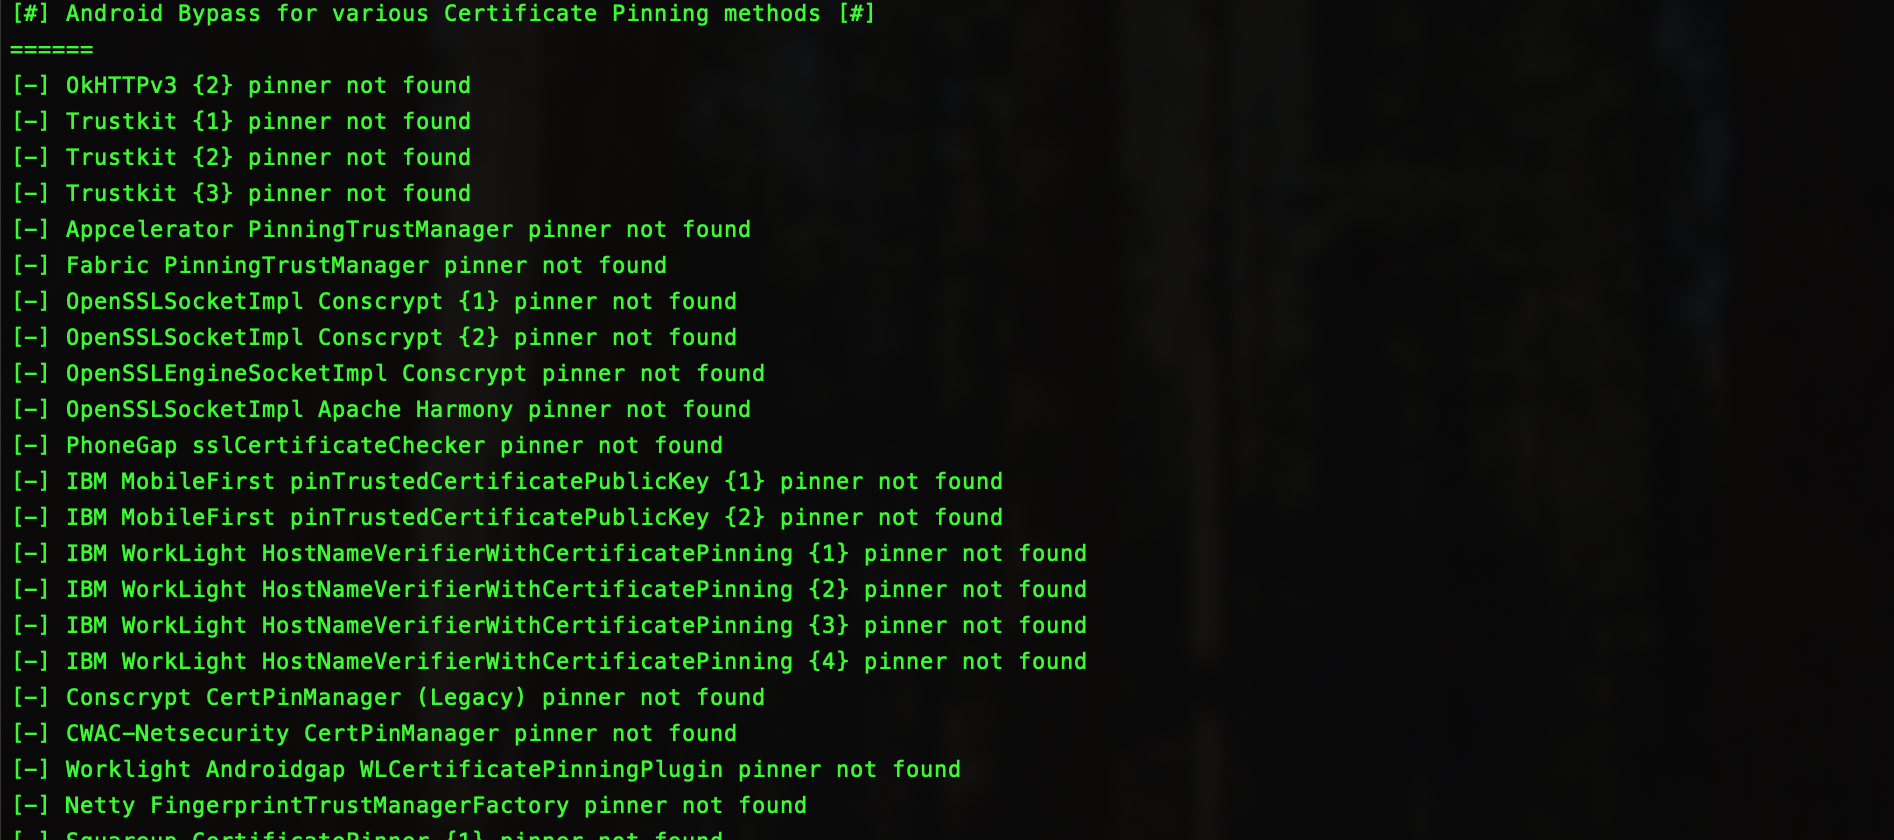 [#] Android Bypass for various Certificate Pinning methods [#]
======
[-] OkHTTPv3 {2} pinner not found
[-] Trustkit {1} pinner not found
[-] Trustkit {2} pinner not found
[-] Trustkit {3} pinner not found
[-] Appcelerator PinningTrustManager pinner not found
[-] Fabric PinningTrustManager pinner not found
[-] OpenSSLSocketImpl Conscrypt {1} pinner not found
[-] OpenSSLSocketImpl Conscrypt {2} pinner not found
[-] OpenSSLEngineSocketImpl Conscrypt pinner not found
[-] OpenSSLSocketImpl Apache Harmony pinner not found
[-] PhoneGap sslCertificateChecker pinner not found
[-] IBM MobileFirst pinTrustedCertificatePublicKey {1} pinner not found
[-] IBM MobileFirst pinTrustedCertificatePublicKey {2} pinner not found
[-] IBM WorkLight HostNameVerifierWithCertificatePinning {1} pinner not found
[-] IBM WorkLight HostNameVerifierWithCertificatePinning {2} pinner not found
[-] IBM WorkLight HostNameVerifierWithCertificatePinning {3} pinner not found
[-] IBM WorkLight HostNameVerifierWithCertificatePinning {4} pinner not found
[-] Conscrypt CertPinManager (Legacy) pinner not found
[-] CWAC-Netsecurity CertPinManager pinner not found
[-] Worklight Androidgap WLCertificatePinningPlugin pinner not found
[-] Netty FingerprintTrustManagerFactory pinner not found
[-] Squareup CertificatePinner {1} pinner not found